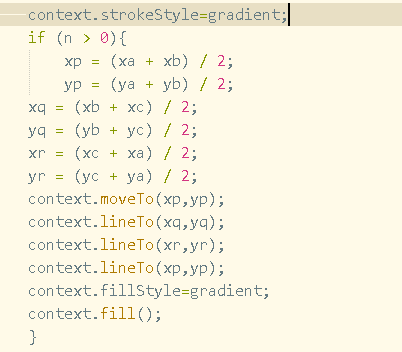 context.strokeStyle=gradient;
if (n > 0){
    xp = (xa + xb) / 2;
    yp = (ya + yb) / 2;
xq = (xb + xc) / 2;
yq = (yb + yc) / 2;
xr = (xc + xa) / 2;
yr = (yc + ya) / 2;
context.moveTo(xp,yp);
context.lineTo(xq,yq);
context.lineTo(xr,yr);
context.lineTo(xp,yp);
context.fillStyle=gradient;
context.fill();
}